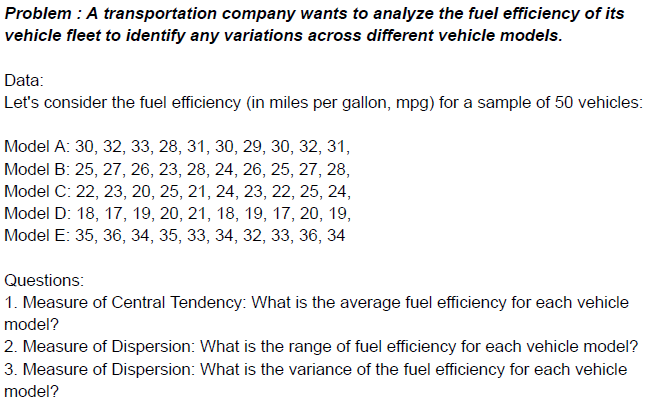 Problem : A transportation company wants to analyze the fuel efficiency of its
vehicle fleet to identify any variations across different vehicle models.
Data:
Let's consider the fuel efficiency (in miles per gallon, mpg) for a sample of 50 vehicles:
Model A: 30, 32, 33, 28, 31, 30, 29, 30, 32, 31,
Model B: 25, 27, 26, 23, 28, 24, 26, 25, 27, 28,
Model C: 22, 23, 20, 25, 21, 24, 23, 22, 25, 24,
Model D: 18, 17, 19, 20, 21, 18, 19, 17, 20, 19,
Model E: 35, 36, 34, 35, 33, 34, 32, 33, 36, 34
Questions:
1. Measure of Central Tendency: What is the average fuel efficiency for each vehicle
model?
2. Measure of Dispersion: What is the range of fuel efficiency for each vehicle model?
3. Measure of Dispersion: What is the variance of the fuel efficiency for each vehicle
model?